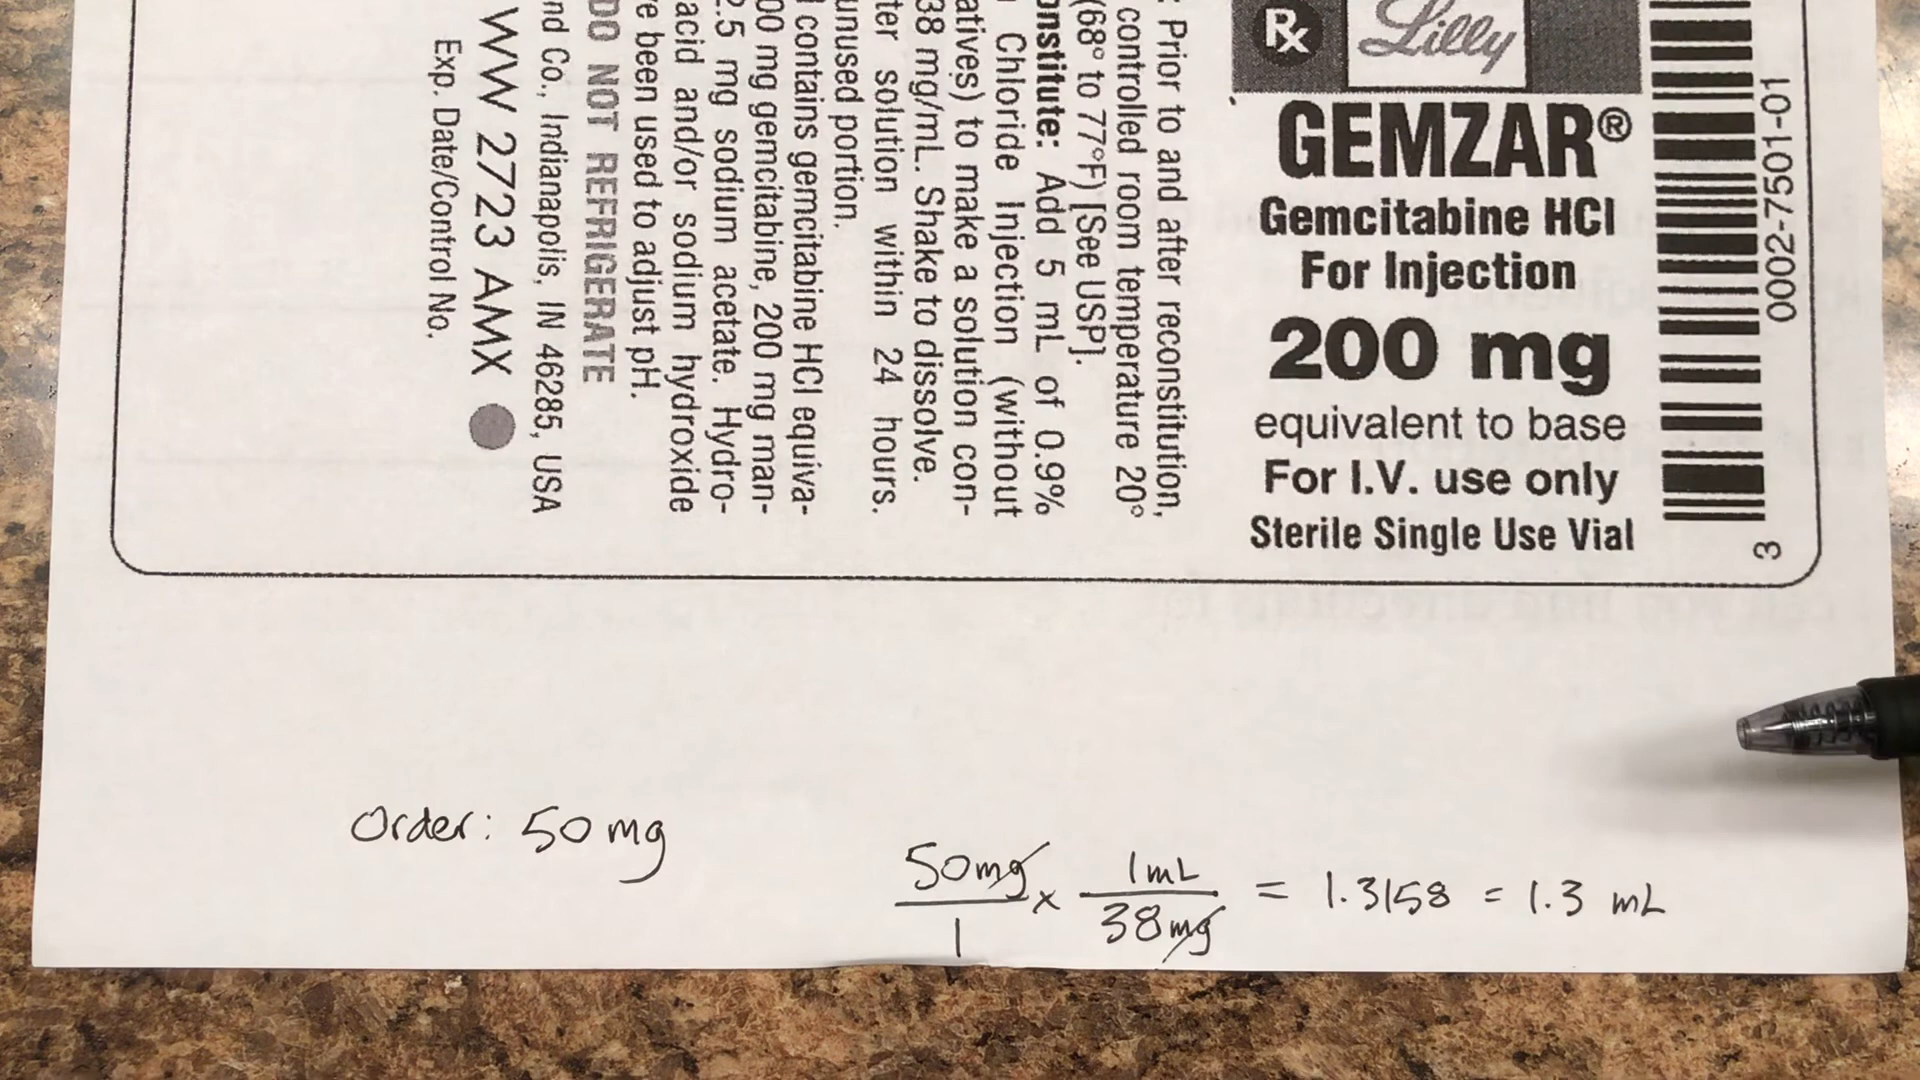 Rx Lilly
GEMZAR®
Gemcitabine HCl
For Injection
200 mg
equivalent to base
For I.V. use only
Sterile Single Use Vial
0002-7501-01
3
: Prior to and after reconstitution,
controlled room temperature 20°
(68° to 77°F) [See USP].
onstitute: Add 5 mL of 0.9%
Chloride Injection (without
atives) to make a solution con-
38 mg/mL. Shake to dissolve.
ter solution within 24 hours.
unused portion.
contains gemcitabine HCl equiva-
00 mg gemcitabine, 200 mg man-
2.5 mg sodium acetate. Hydro-
acid and/or sodium hydroxide
e been used to adjust pH.
DO NOT REFRIGERATE
nd Co., Indianapolis, IN 46285, USA
WW 2723 AMX
Exp. Date/Control No.
Order: 50 mg
50mg/1 x 1mL/38mg = 1.3158 = 1.3 mL